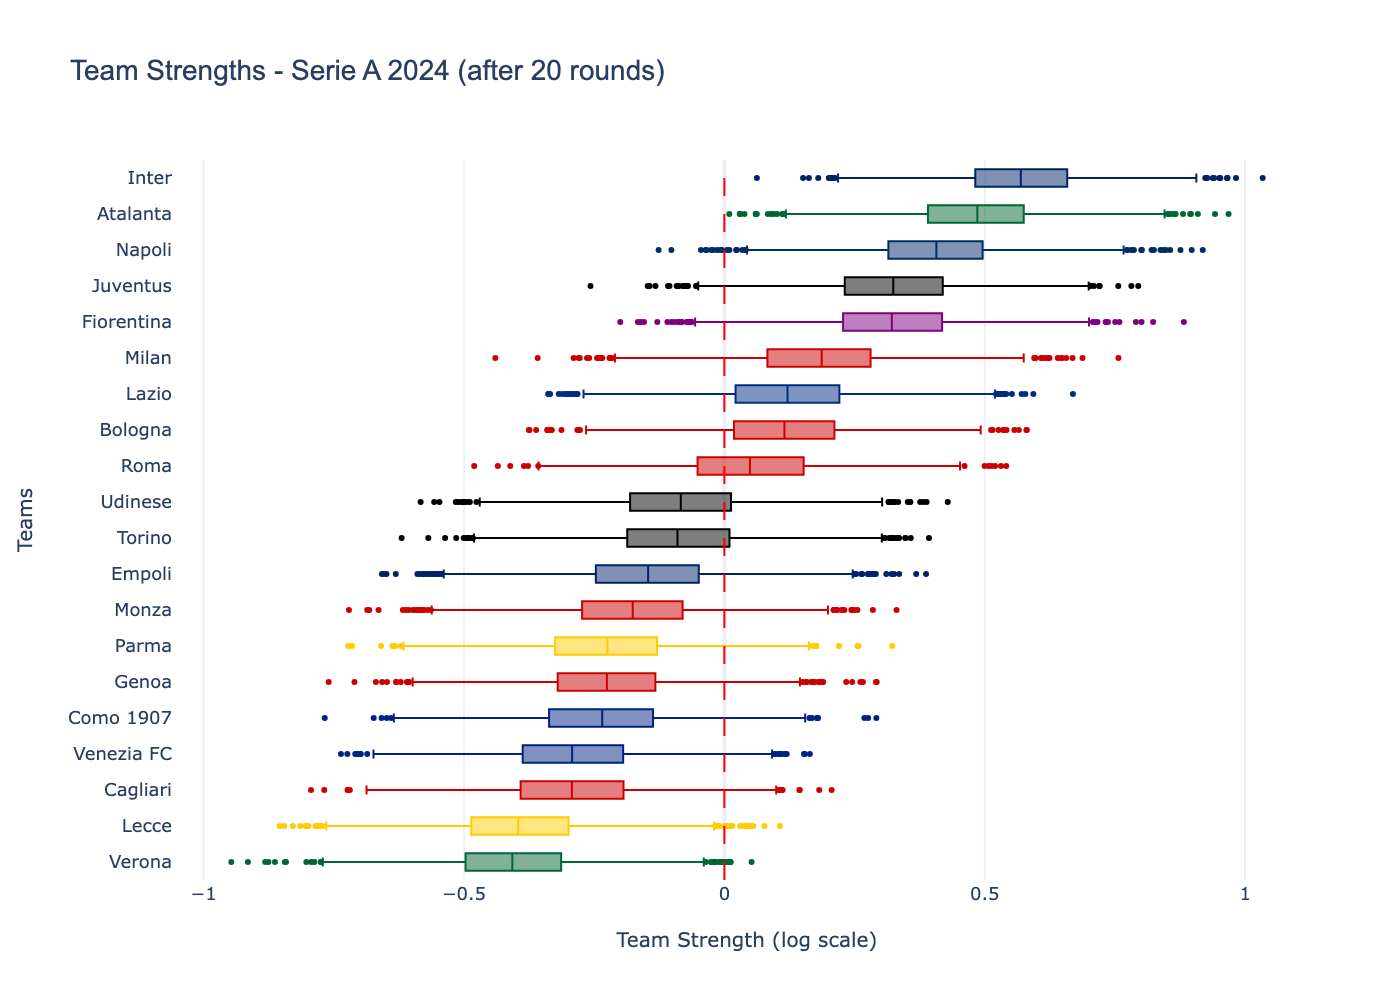 Team Strengths - Serie A 2024 (after 20 rounds)
Teams
Inter
Atalanta
Napoli
Juventus
Fiorentina
Milan
Lazio
Bologna
Roma
Udinese
Torino
Empoli
Monza
Parma
Genoa
Como 1907
Venezia FC
Cagliari
Lecce
Verona
−1 −0.5 0 0.5 1
Team Strength (log scale)